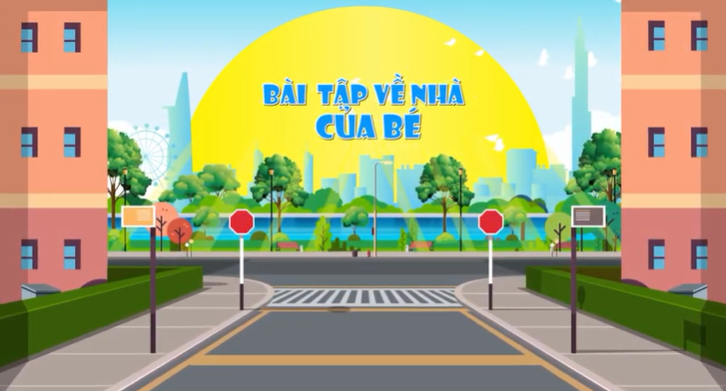 BÀI TẬP VỀ NHÀ
CỦA BÉ